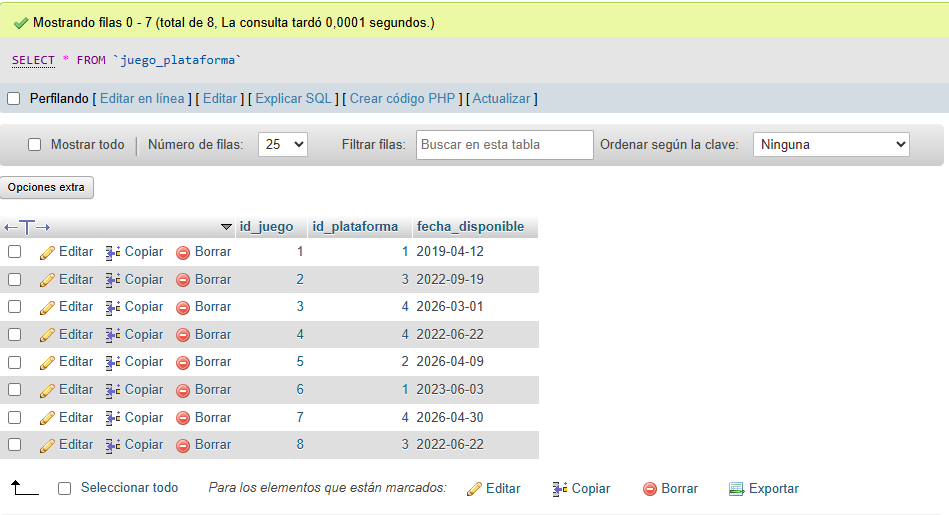 Mostrando filas 0 - 7 (total de 8, La consulta tardó 0,0001 segundos.)
SELECT * FROM `juego_plataforma`
Perfilando [ Editar en línea ] [ Editar ] [ Explicar SQL ] [ Crear código PHP ] [ Actualizar ]
Mostrar todo Número de filas: 25 Filtrar filas: Buscar en esta tabla Ordenar según la clave: Ninguna
Opciones extra
←T→ id_juego id_plataforma fecha_disponible
Editar Copiar Borrar 1 1 2019-04-12
Editar Copiar Borrar 2 3 2022-09-19
Editar Copiar Borrar 3 4 2026-03-01
Editar Copiar Borrar 4 4 2022-06-22
Editar Copiar Borrar 5 2 2026-04-09
Editar Copiar Borrar 6 1 2023-06-03
Editar Copiar Borrar 7 4 2026-04-30
Editar Copiar Borrar 8 3 2022-06-22
Seleccionar todo Para los elementos que están marcados: Editar Copiar Borrar Exportar